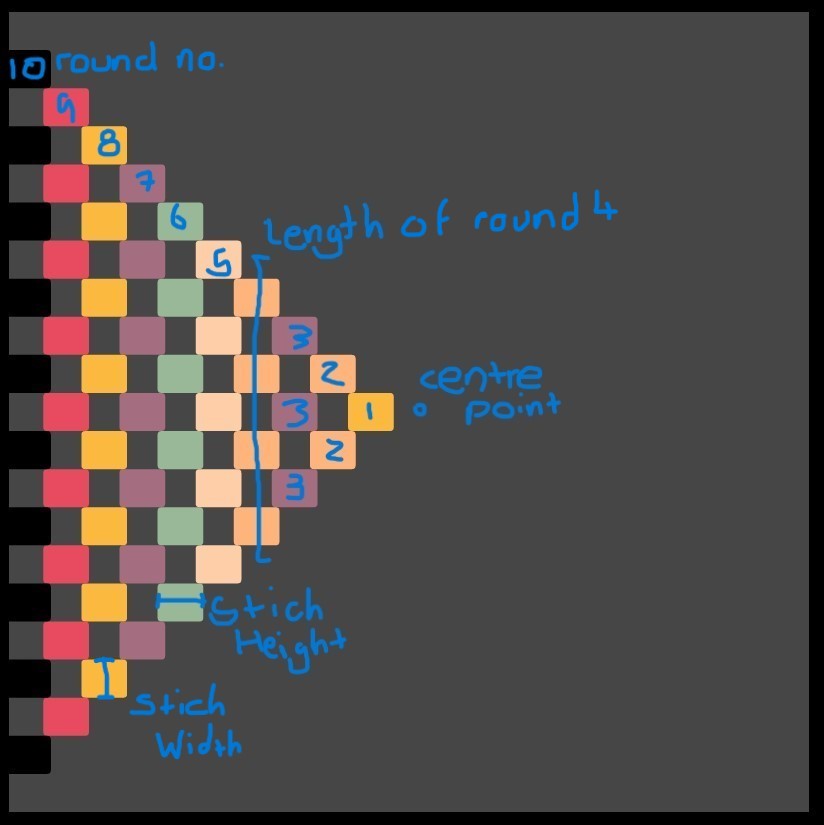 10 round no.
9
8
7
6
Length of round 4
5
3
2
centre
3
1
point
2
3
Stich
Height
Stich
Width